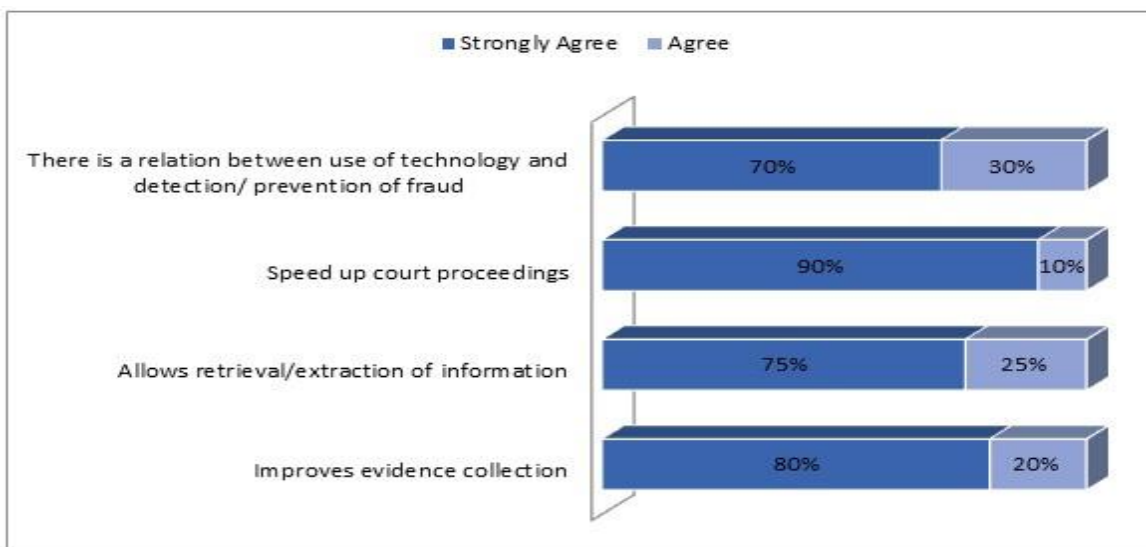 Strongly Agree Agree
There is a relation between use of technology and
detection/ prevention of fraud
70% 30%
Speed up court proceedings
90% 10%
Allows retrieval/extraction of information
75% 25%
Improves evidence collection
80% 20%